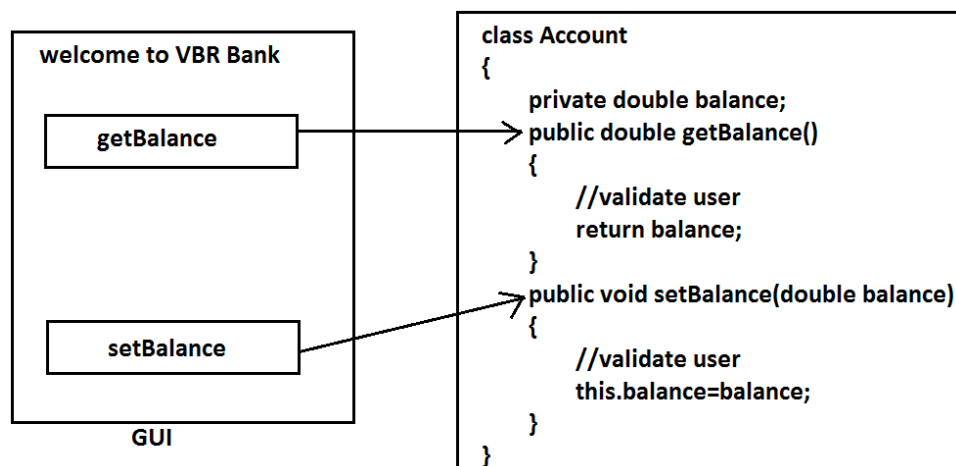 welcome to VBR Bank
getBalance
setBalance
GUI
class Account
{
private double balance;
public double getBalance()
{
//validate user
return balance;
}
public void setBalance(double balance)
{
//validate user
this.balance=balance;
}
}